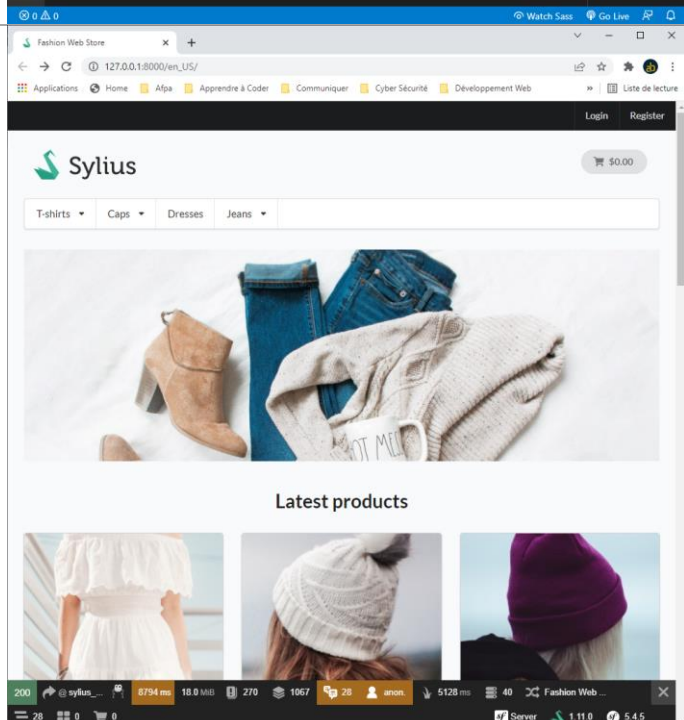 0 0 Watch Sass Go Live
Fashion Web Store
127.0.0.1:8000/en_US/
Applications Home Afpa Apprendre à Coder Communiquer Cyber Sécurité Développement Web » Liste de lecture
Login Register
Sylius $0.00
T-shirts Caps Dresses Jeans
OT MEL
Latest products
200 @ sylius_... 8794 ms 18.0 MiB 270 1067 28 anon. 5128 ms 40 Fashion Web ...
28 0 0 Server 1.11.0 5.4.5